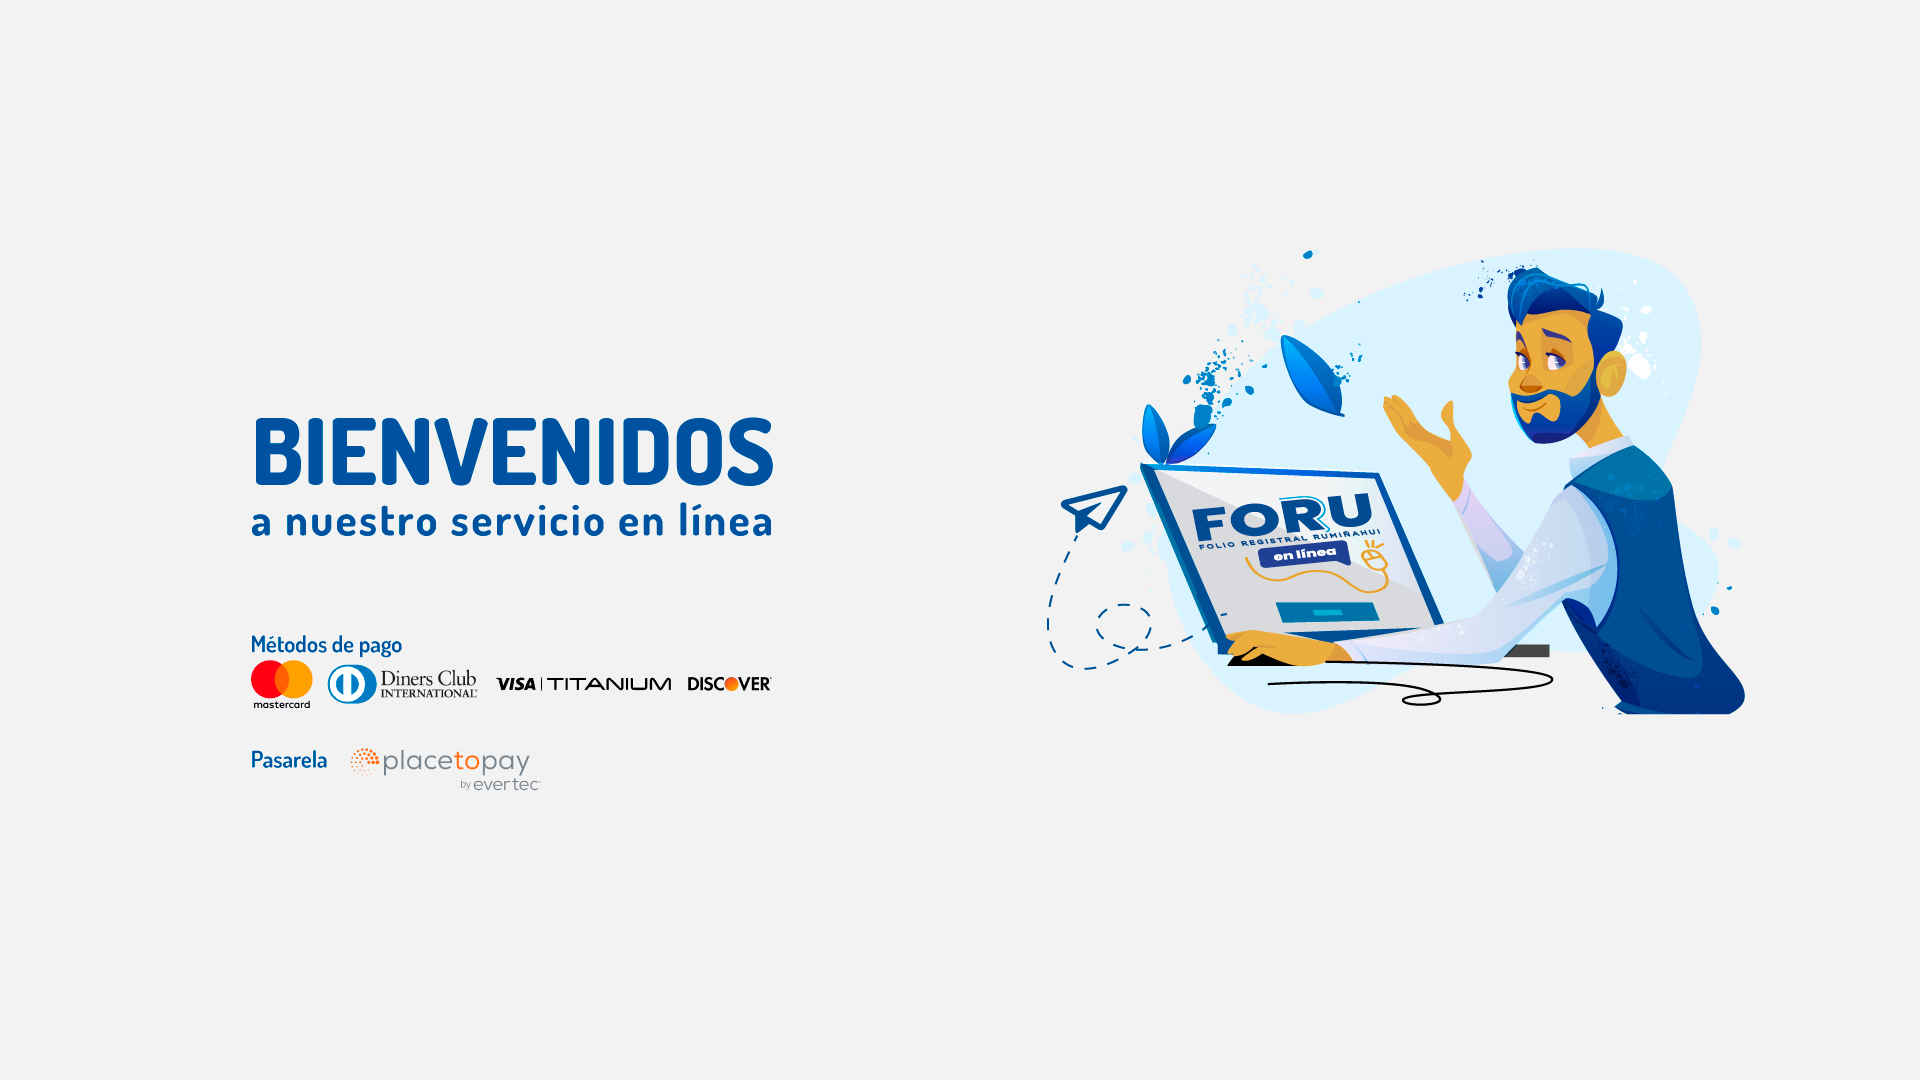 BIENVENIDOS
a nuestro servicio en línea
Métodos de pago
mastercard
Diners Club
INTERNATIONAL®
VISA | TITANIUM
DISCOVER
Pasarela
placetopay
by evertec
FORU
FOLIO REGISTRAL RUMIÑAHUI
en línea